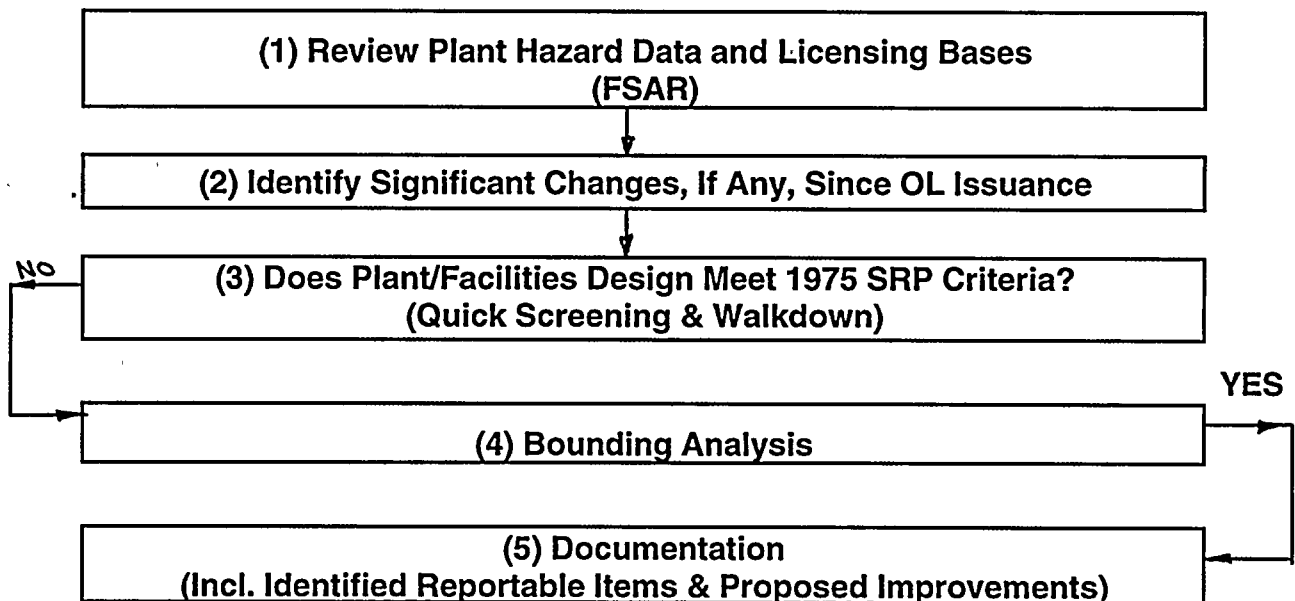 (1) Review Plant Hazard Data and Licensing Bases
(FSAR)
(2) Identify Significant Changes, If Any, Since OL Issuance
NO
(3) Does Plant/Facilities Design Meet 1975 SRP Criteria?
(Quick Screening & Walkdown)
YES
(4) Bounding Analysis
(5) Documentation
(Incl. Identified Reportable Items & Proposed Improvements)